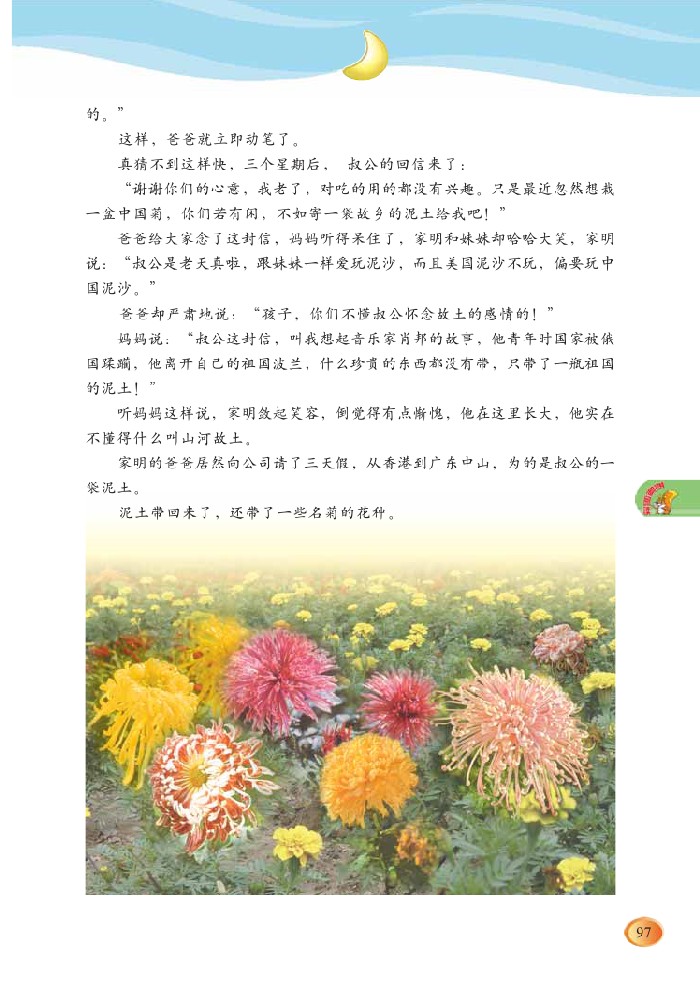 的。”
这样，爸爸就立即动笔了。
真猜不到这样快，三个星期后， 叔公的回信来了：
“谢谢你们的心意，我老了，对吃的用的都没有兴趣。只是最近忽然想栽
一盆中国菊，你们若有闲，不如寄一袋故乡的泥土给我吧！”
爸爸给大家念了这封信，妈妈听得呆住了，家明和妹妹却哈哈大笑，家明
说：“叔公是老天真啦，跟妹妹一样爱玩泥沙，而且美国泥沙不玩，偏要玩中
国泥沙。”
爸爸却严肃地说：“孩子，你们不懂叔公怀念故土的感情的！”
妈妈说：“叔公这封信，叫我想起音乐家肖邦的故事，他青年时国家被俄
国蹂躏，他离开自己的祖国波兰，什么珍贵的东西都没有带，只带了一瓶祖国
的泥土！”
听妈妈这样说，家明敛起笑容，倒觉得有点惭愧，他在这里长大，他实在
不懂得什么叫山河故土。
家明的爸爸居然向公司请了三天假，从香港到广东中山，为的是叔公的一
袋泥土。
泥土带回来了，还带了一些名菊的花种。
97